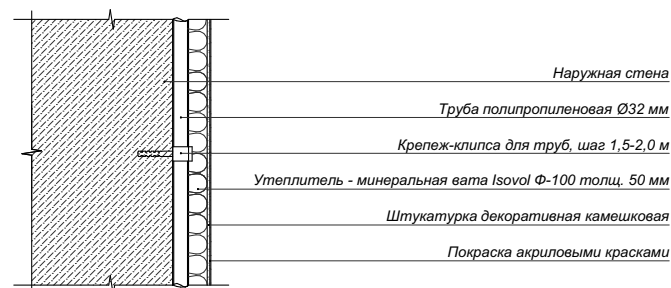 Наружная стена
Труба полипропиленовая Ø32 мм
Крепеж-клипса для труб, шаг 1,5-2,0 м
Утеплитель - минеральная вата Isovol Ф-100 толщ. 50 мм
Штукатурка декоративная камешковая
Покраска акриловыми красками